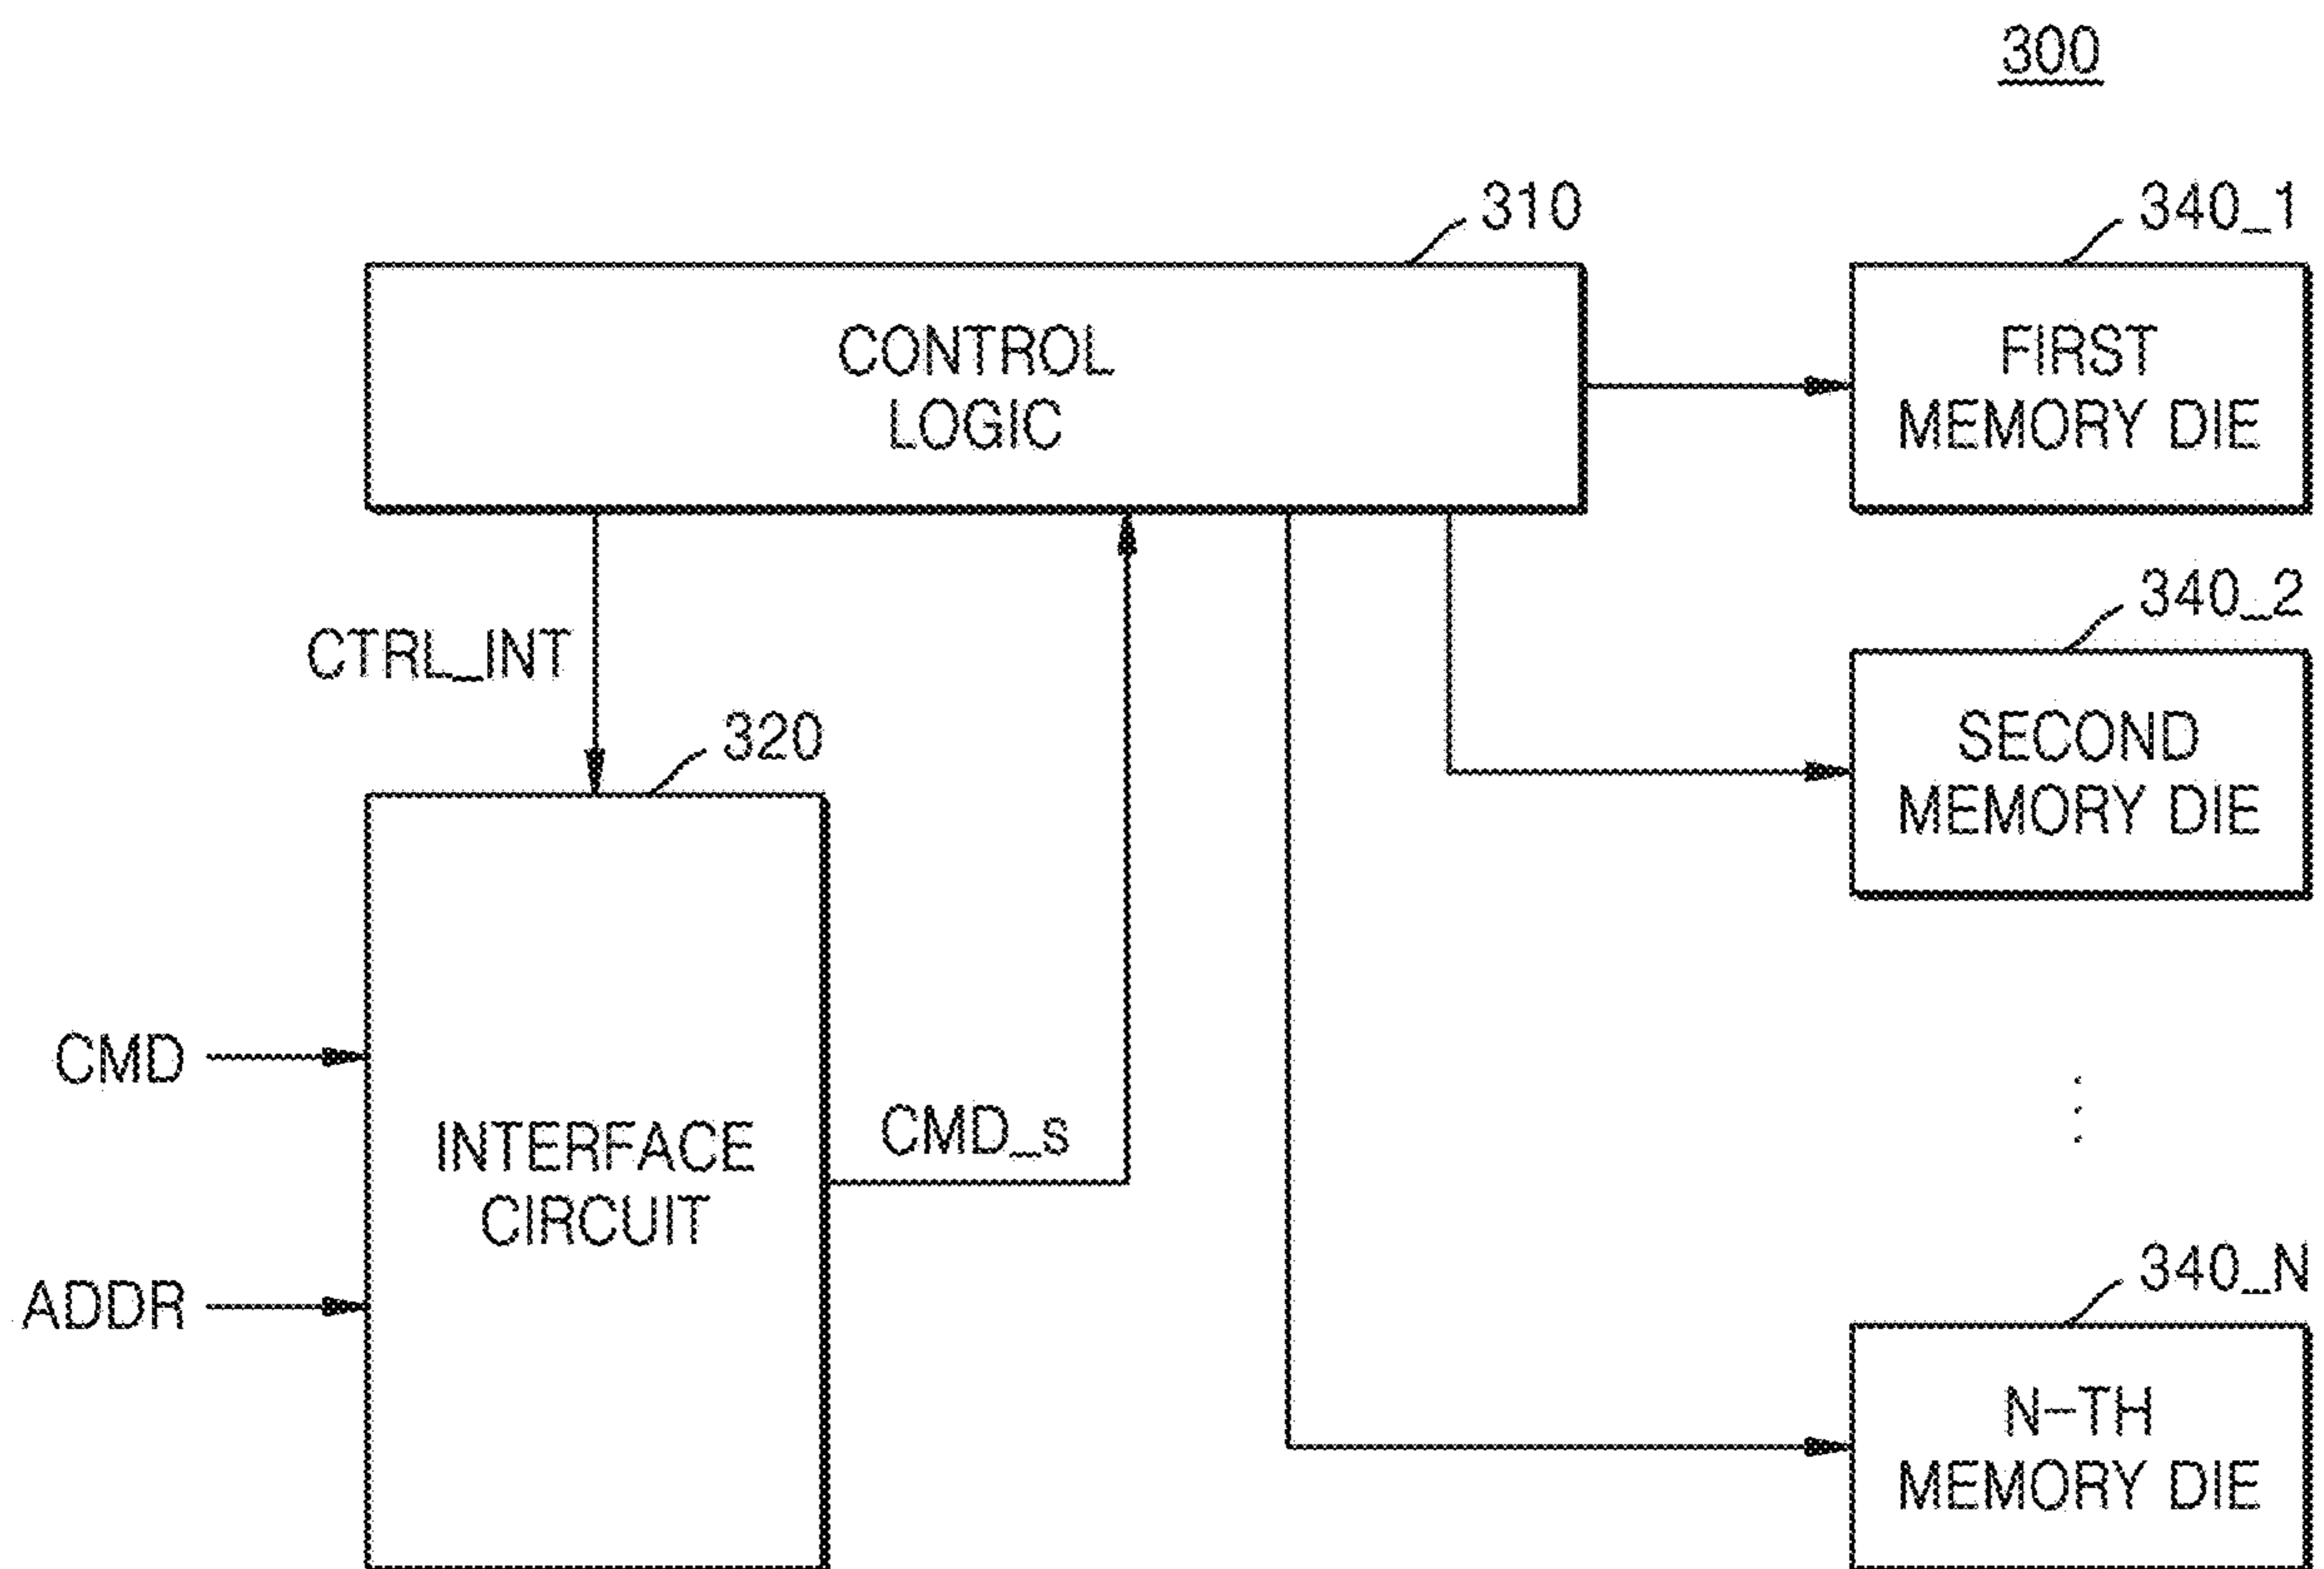 300
310
340_1
CONTROL
LOGIC
FIRST
MEMORY DIE
CTRL_INT
340_2
320
SECOND
MEMORY DIE
CMD
INTERFACE
CIRCUIT
CMD_s
ADDR
340_N
N-TH
MEMORY DIE